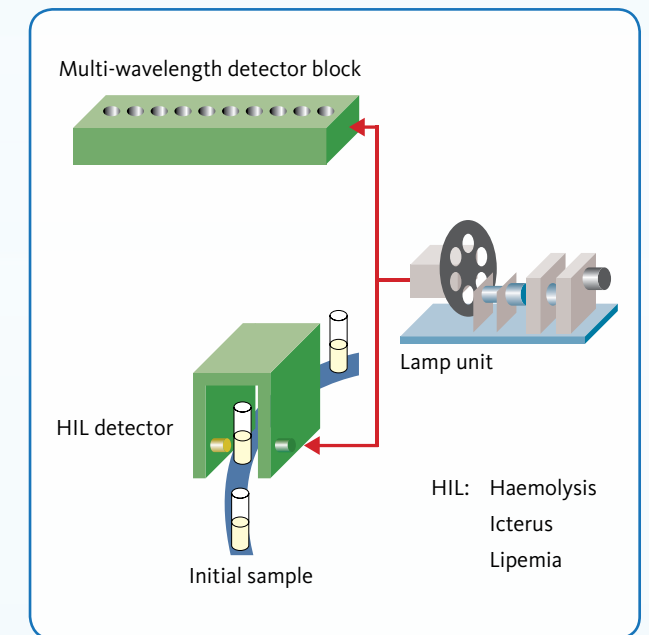 Multi-wavelength detector block
Lamp unit
HIL detector
HIL: Haemolysis
Icterus
Lipemia
Initial sample